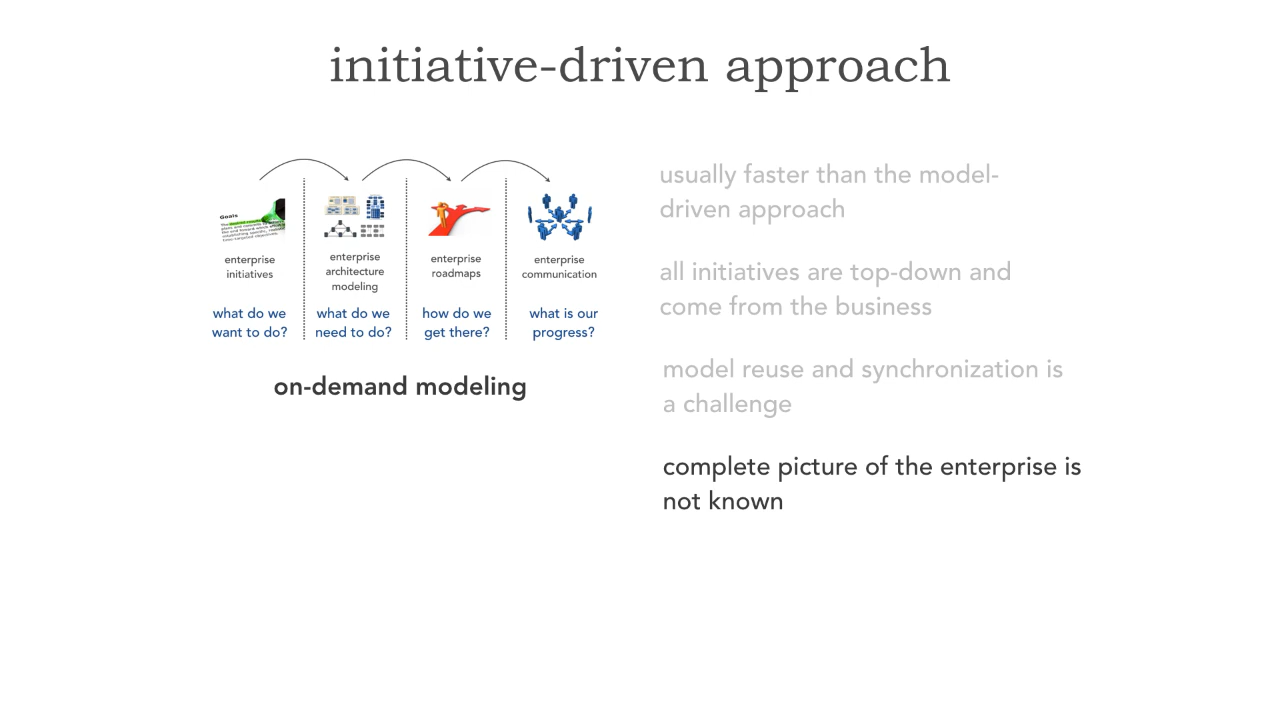 initiative-driven approach
Goals
enterprise
initiatives
what do we
want to do?
enterprise
architecture
modeling
what do we
need to do?
enterprise
roadmaps
how do we
get there?
enterprise
communication
what is our
progress?
on-demand modeling
usually faster than the model-
driven approach
all initiatives are top-down and
come from the business
model reuse and synchronization is
a challenge
complete picture of the enterprise is
not known